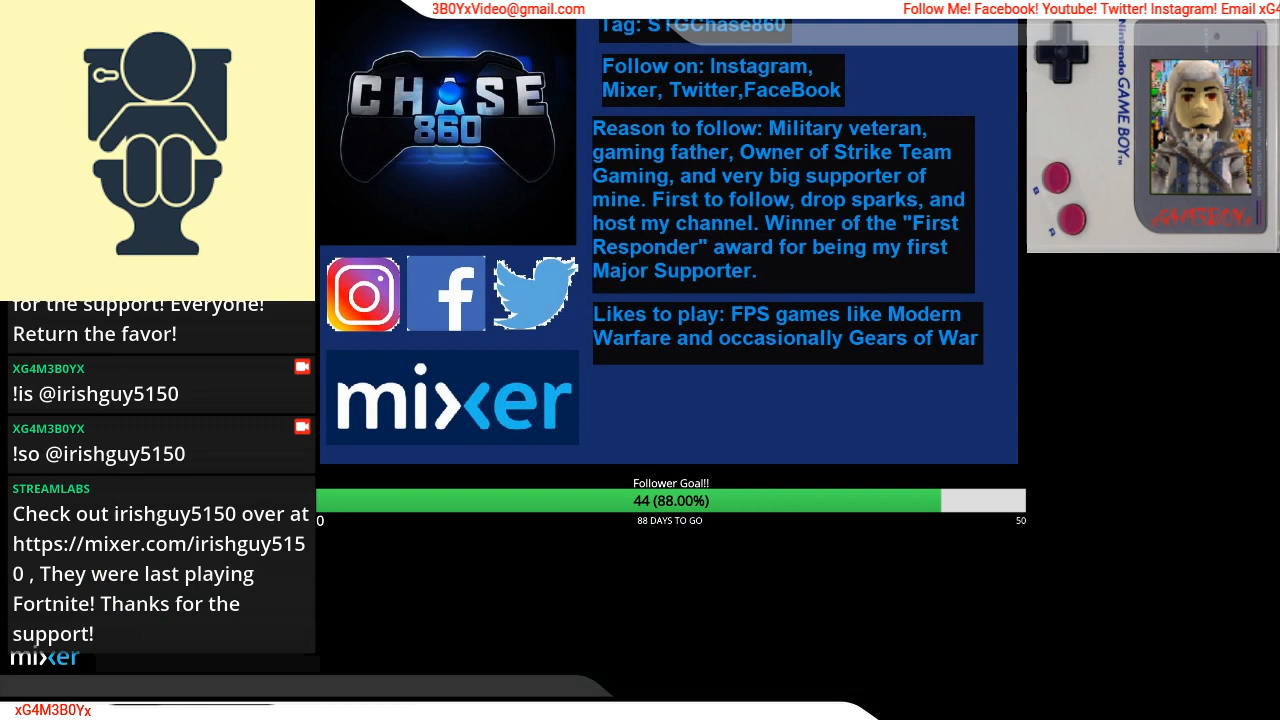 3B0YxVideo@gmail.com
Follow Me! Facebook! Youtube! Twitter! Instagram! Email xG4
Tag: STGChase860
Follow on: Instagram,
Mixer, Twitter,FaceBook
Reason to follow: Military veteran,
gaming father, Owner of Strike Team
Gaming, and very big supporter of
mine. First to follow, drop sparks, and
host my channel. Winner of the "First
Responder" award for being my first
Major Supporter.
Likes to play: FPS games like Modern
Warfare and occasionally Gears of War
CHASE
860
mixer
Nintendo GAME BOY™
xG4M3B0Yx
for the support! Everyone!
Return the favor!
XG4M3B0YX
!is @irishguy5150
XG4M3B0YX
!so @irishguy5150
STREAMLABS
Check out irishguy5150 over at
https://mixer.com/irishguy515
0 , They were last playing
Fortnite! Thanks for the
support!
mixer
Follower Goal!!
44 (88.00%)
0
88 DAYS TO GO
50
xG4M3B0Yx